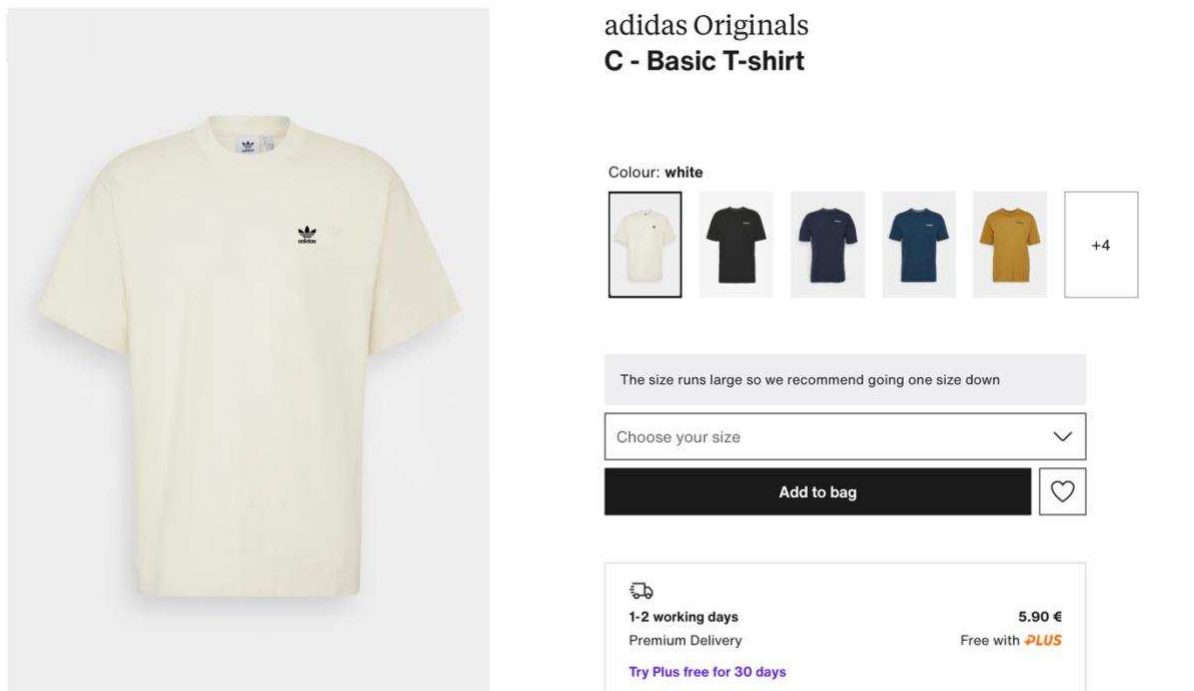 adidas
adidas Originals
C - Basic T-shirt
Colour: white
+4
The size runs large so we recommend going one size down
Choose your size
Add to bag
1-2 working days
5.90 €
Premium Delivery
Free with PLUS
Try Plus free for 30 days